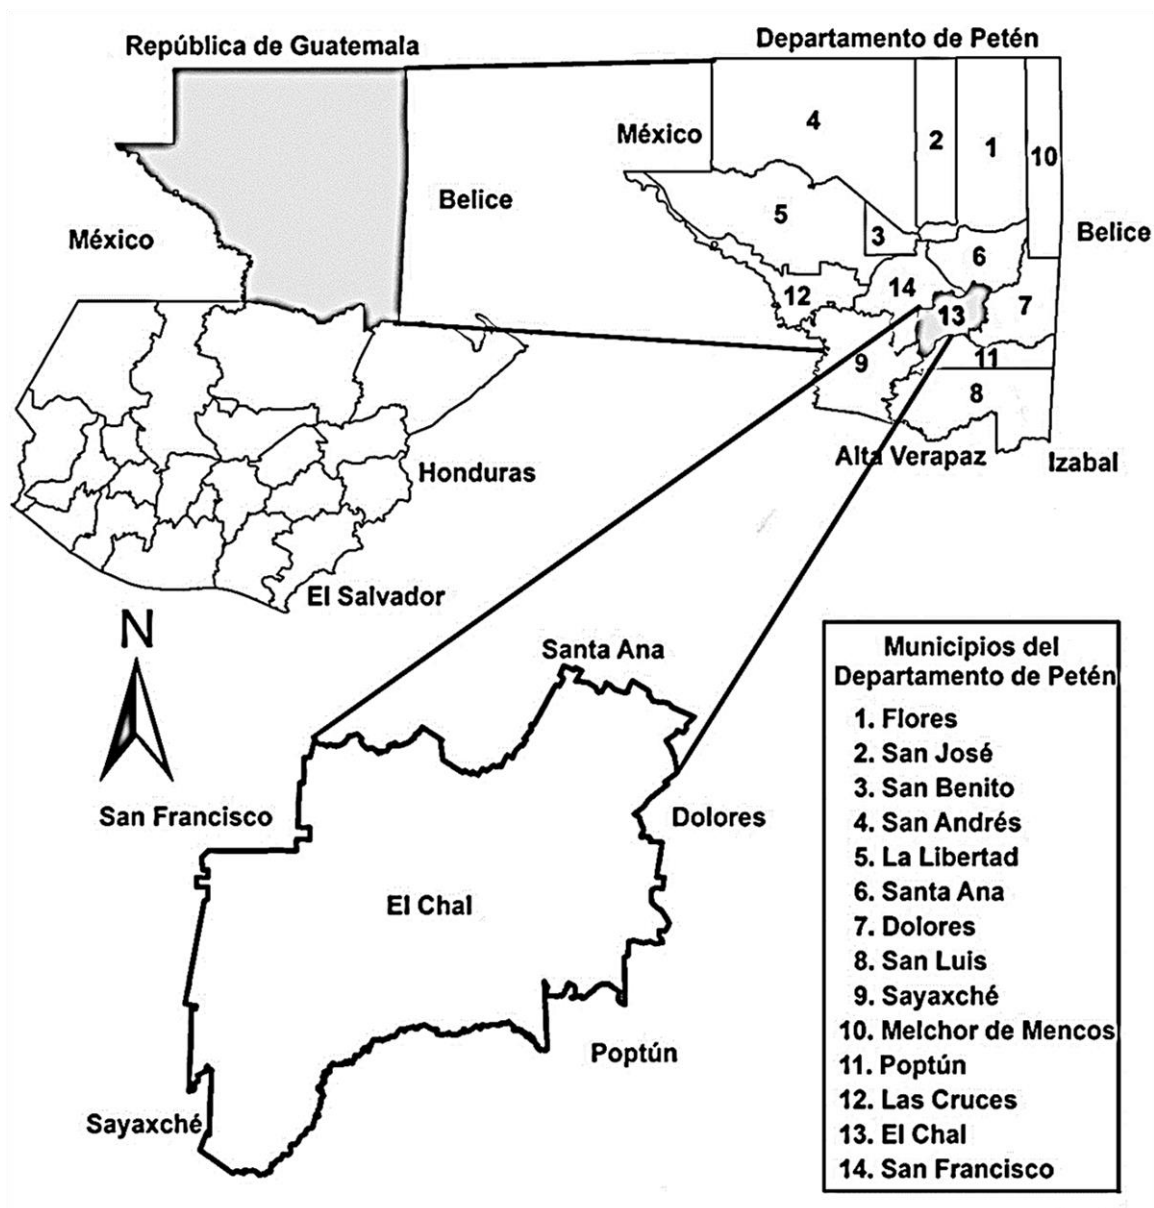 República de Guatemala
Departamento de Petén
México
Belice
México
4
2
1
10
5
3
6
Belice
12
14
13
7
9
11
8
Honduras
Alta Verapaz
Izabal
El Salvador
N
Santa Ana
San Francisco
Dolores
El Chal
Poptún
Sayaxché
Municipios del
Departamento de Petén
1. Flores
2. San José
3. San Benito
4. San Andrés
5. La Libertad
6. Santa Ana
7. Dolores
8. San Luis
9. Sayaxché
10. Melchor de Mencos
11. Poptún
12. Las Cruces
13. El Chal
14. San Francisco